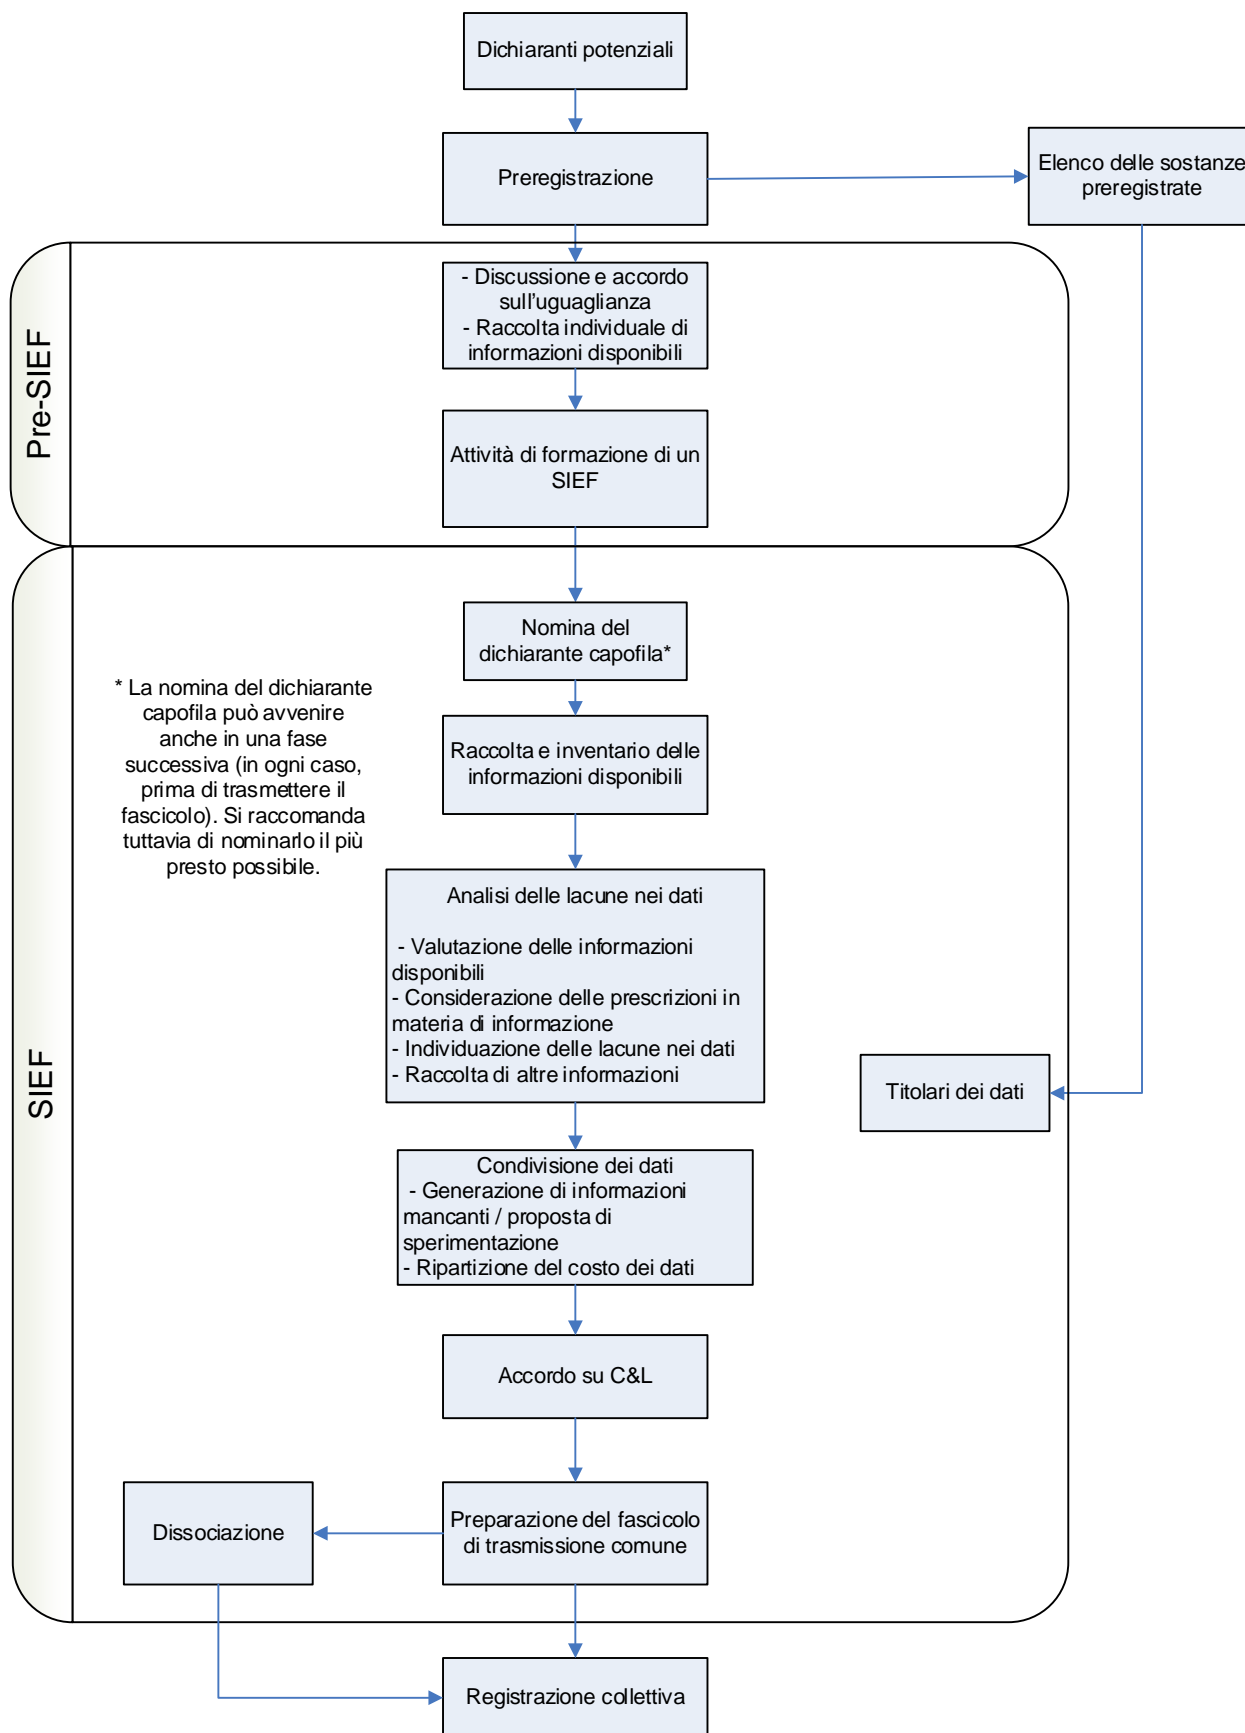 Dichiaranti potenziali
Preregistrazione
Elenco delle sostanze
preregistrate
Pre-SIEF
- Discussione e accordo
sull'uguaglianza
- Raccolta individuale di
informazioni disponibili
Attività di formazione di un
SIEF
SIEF
Nomina del
dichiarante capofila*
* La nomina del dichiarante
capofila può avvenire
anche in una fase
successiva (in ogni caso,
prima di trasmettere il
fascicolo). Si raccomanda
tuttavia di nominarlo il più
presto possibile.
Raccolta e inventario delle
informazioni disponibili
Analisi delle lacune nei dati
- Valutazione delle informazioni
disponibili
- Considerazione delle prescrizioni in
materia di informazione
- Individuazione delle lacune nei dati
- Raccolta di altre informazioni
Titolari dei dati
Condivisione dei dati
- Generazione di informazioni
mancanti / proposta di
sperimentazione
- Ripartizione del costo dei dati
Accordo su C&L
Dissociazione
Preparazione del fascicolo
di trasmissione comune
Registrazione collettiva